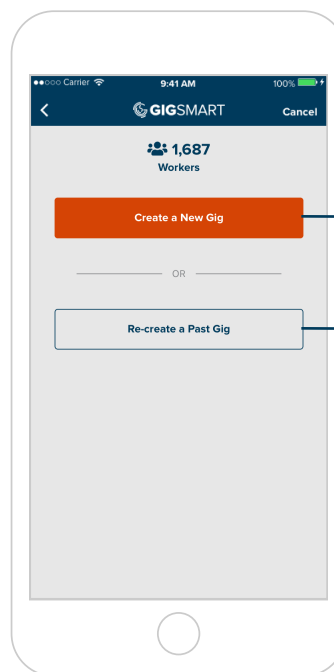 Carrier 9:41 AM 100%
GIGSMART Cancel
1,687
Workers
Create a New Gig
OR
Re-create a Past Gig